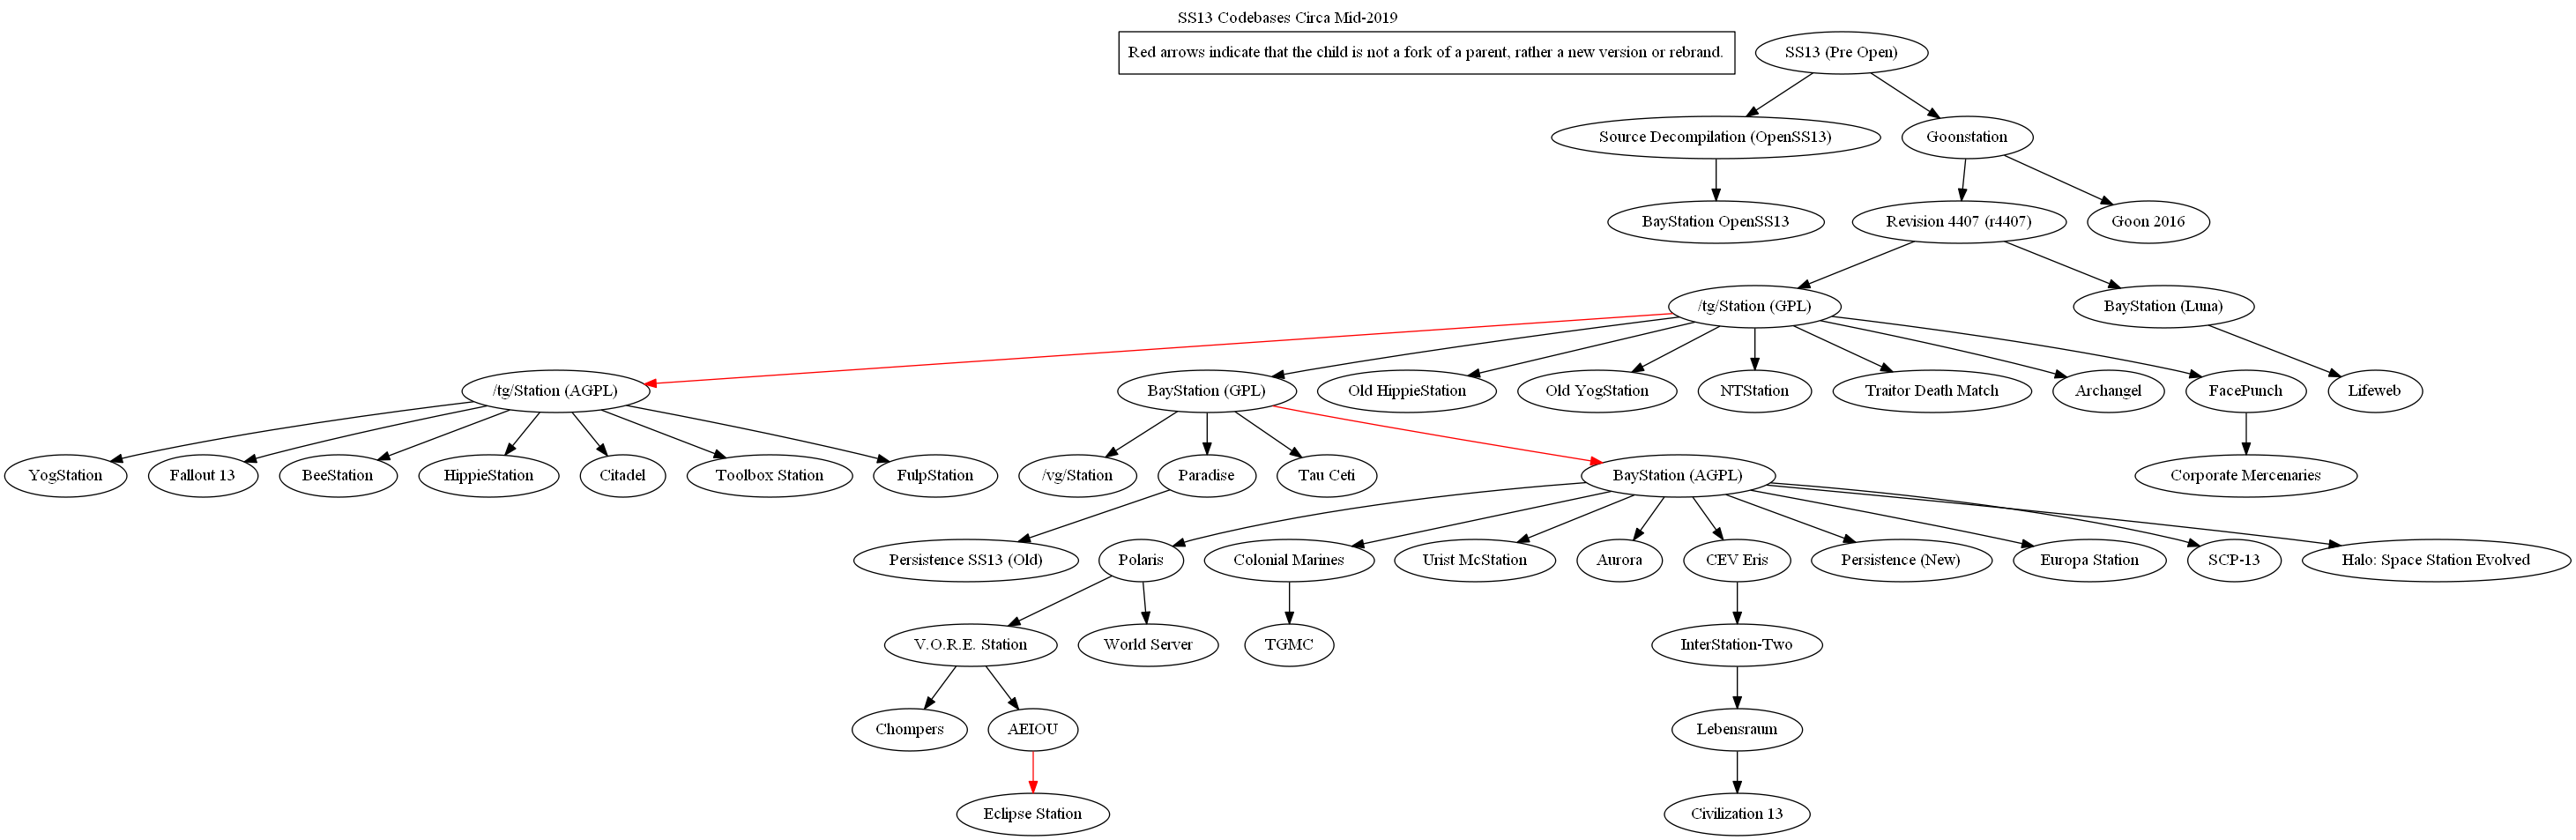 SS13 Codebases Circa Mid-2019
Red arrows indicate that the child is not a fork of a parent, rather a new version or rebrand.
SS13 (Pre Open)
Source Decompilation (OpenSS13)
Goonstation
BayStation OpenSS13
Revision 4407 (r4407)
Goon 2016
/tg/Station (GPL)
BayStation (Luna)
/tg/Station (AGPL)
BayStation (GPL)
Old HippieStation
Old YogStation
NTStation
Traitor Death Match
Archangel
FacePunch
Lifeweb
YogStation
Fallout 13
BeeStation
HippieStation
Citadel
Toolbox Station
FulpStation
/vg/Station
Paradise
Tau Ceti
BayStation (AGPL)
Corporate Mercenaries
Persistence SS13 (Old)
Polaris
Colonial Marines
Urist McStation
Aurora
CEV Eris
Persistence (New)
Europa Station
SCP-13
Halo: Space Station Evolved
V.O.R.E. Station
World Server
TGMC
InterStation-Two
Chompers
AEIOU
Lebensraum
Eclipse Station
Civilization 13